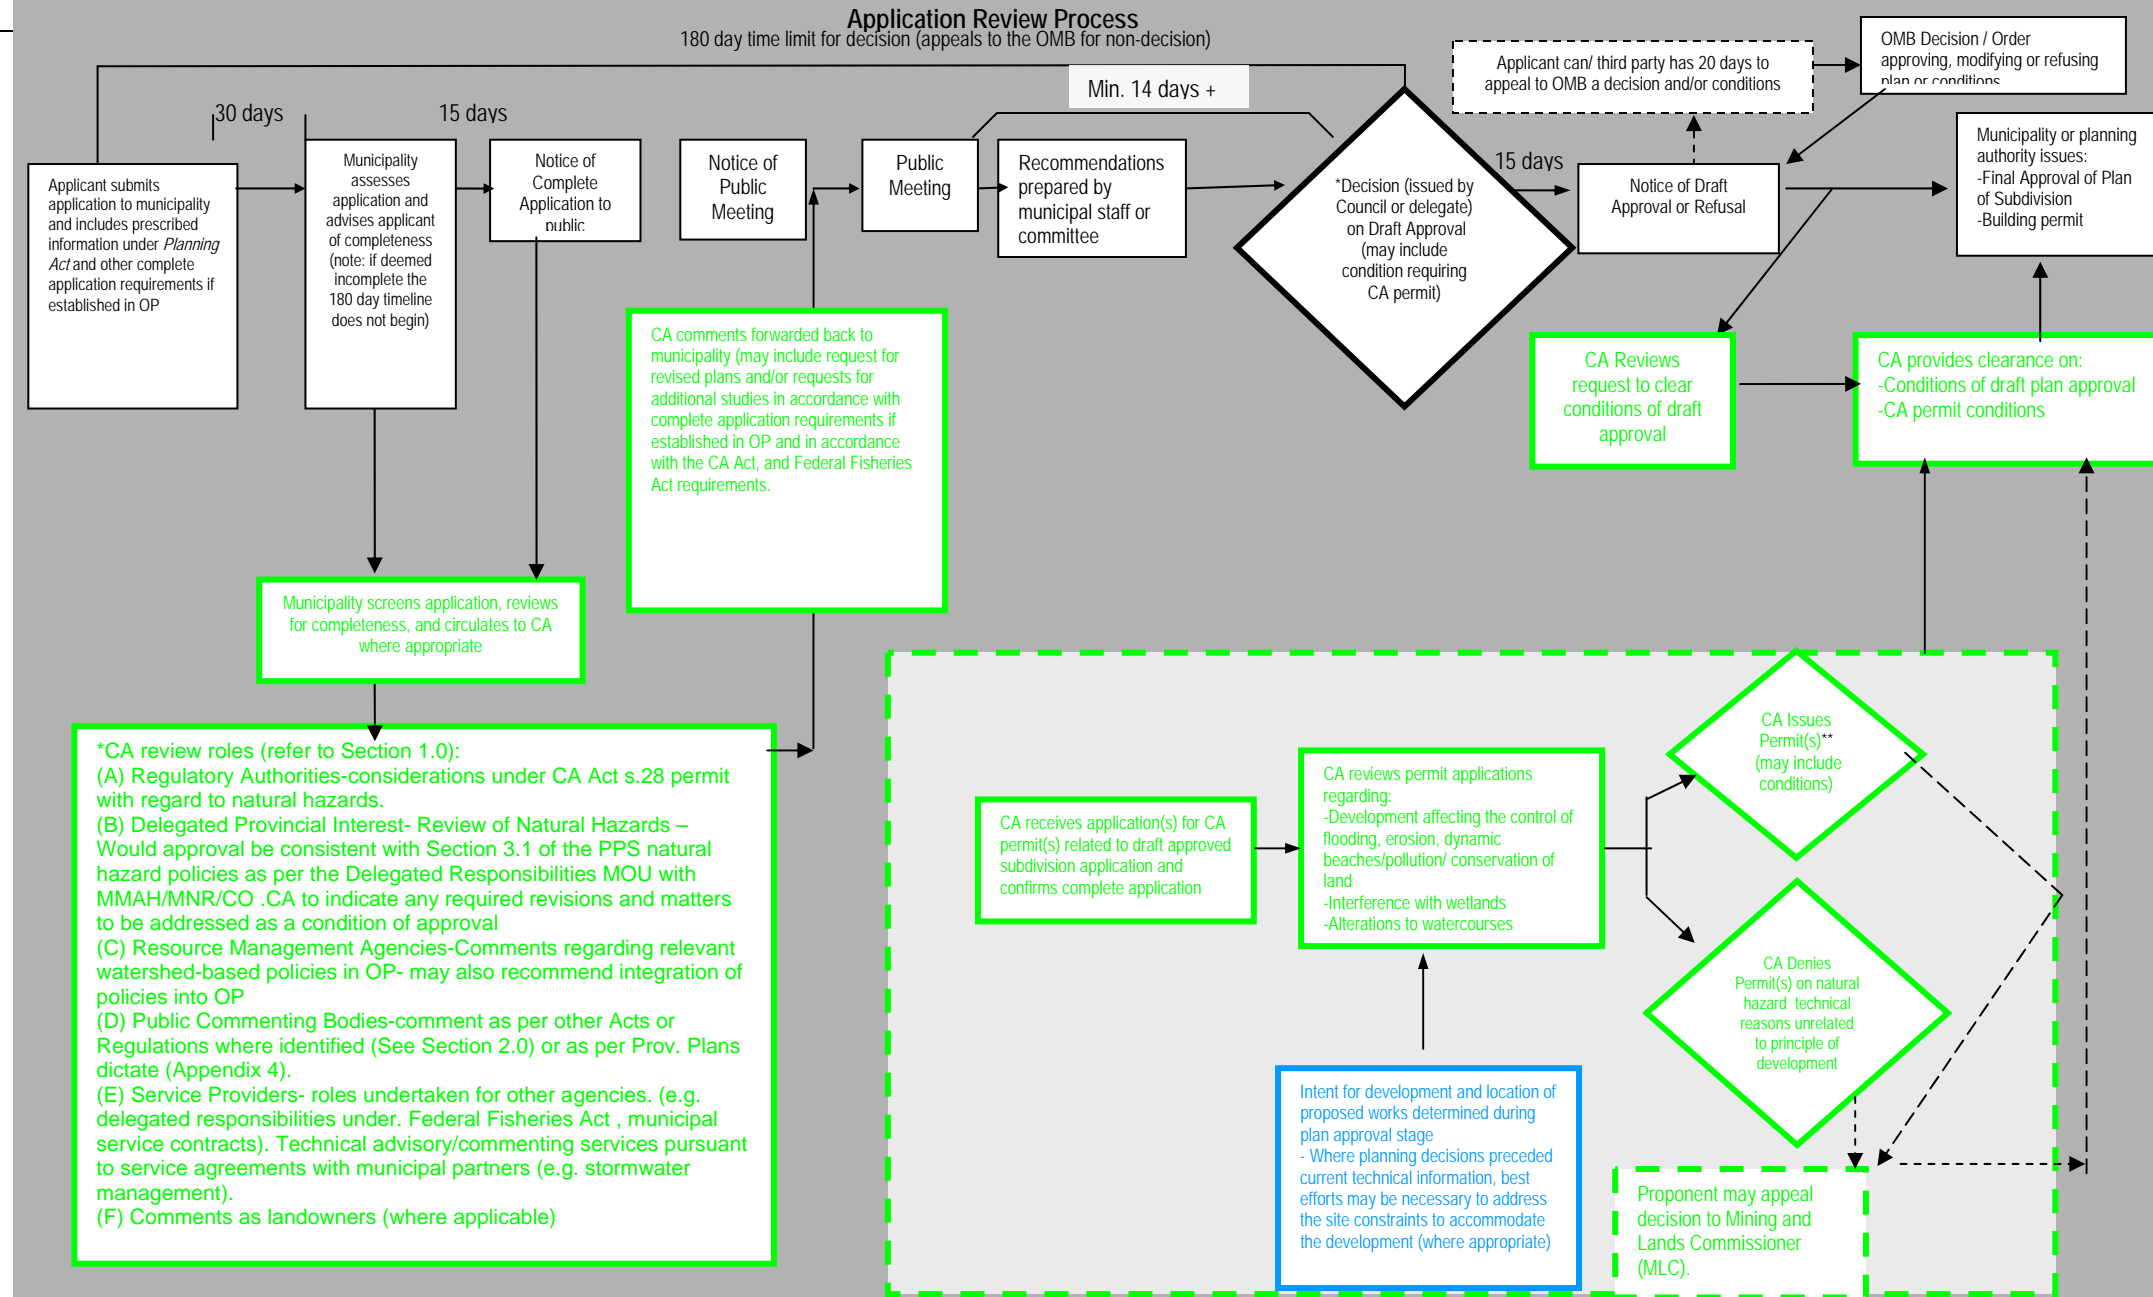 Application Review Process
180 day time limit for decision (appeals to the OMB for non-decision)
30 days
15 days
Min. 14 days +
15 days
Applicant submits
application to municipality
and includes prescribed
information under Planning
Act and other complete
application requirements if
established in OP
Municipality
assesses
application and
advises applicant
of completeness
(note: if deemed
incomplete the
180 day timeline
does not begin)
Notice of
Complete
Application to
public
Notice of
Public
Meeting
Public
Meeting
Recommendations
prepared by
municipal staff or
committee
*Decision (issued by
Council or delegate)
on Draft Approval
(may include
condition requiring
CA permit)
Applicant can/ third party has 20 days to
appeal to OMB a decision and/or conditions
OMB Decision / Order
approving, modifying or refusing
plan or conditions
Notice of Draft
Approval or Refusal
Municipality or planning
authority issues:
-Final Approval of Plan
of Subdivision
-Building permit
CA comments forwarded back to
municipality (may include request for
revised plans and/or requests for
additional studies in accordance with
complete application requirements if
established in OP and in accordance
with the CA Act, and Federal Fisheries
Act requirements.
CA Reviews
request to clear
conditions of draft
approval
CA provides clearance on:
-Conditions of draft plan approval
-CA permit conditions
Municipality screens application, reviews
for completeness, and circulates to CA
where appropriate
*CA review roles (refer to Section 1.0):
(A) Regulatory Authorities-considerations under CA Act s.28 permit
with regard to natural hazards.
(B) Delegated Provincial Interest- Review of Natural Hazards –
Would approval be consistent with Section 3.1 of the PPS natural
hazard policies as per the Delegated Responsibilities MOU with
MMAH/MNR/CO .CA to indicate any required revisions and matters
to be addressed as a condition of approval
(C) Resource Management Agencies-Comments regarding relevant
watershed-based policies in OP- may also recommend integration of
policies into OP
(D) Public Commenting Bodies-comment as per other Acts or
Regulations where identified (See Section 2.0) or as per Prov. Plans
dictate (Appendix 4).
(E) Service Providers- roles undertaken for other agencies. (e.g.
delegated responsibilities under. Federal Fisheries Act , municipal
service contracts). Technical advisory/commenting services pursuant
to service agreements with municipal partners (e.g. stormwater
management).
(F) Comments as landowners (where applicable)
CA receives application(s) for CA
permit(s) related to draft approved
subdivision application and
confirms complete application
CA reviews permit applications
regarding:
-Development affecting the control of
flooding, erosion, dynamic
beaches/pollution/ conservation of
land
-Interference with wetlands
-Alterations to watercourses
CA Issues
Permit(s)**
(may include
conditions)
CA Denies
Permit(s) on natural
hazard technical
reasons unrelated
to principle of
development
Intent for development and location of
proposed works determined during
plan approval stage
- Where planning decisions preceded
current technical information, best
efforts may be necessary to address
the site constraints to accommodate
the development (where appropriate)
Proponent may appeal
decision to Mining and
Lands Commissioner
(MLC).